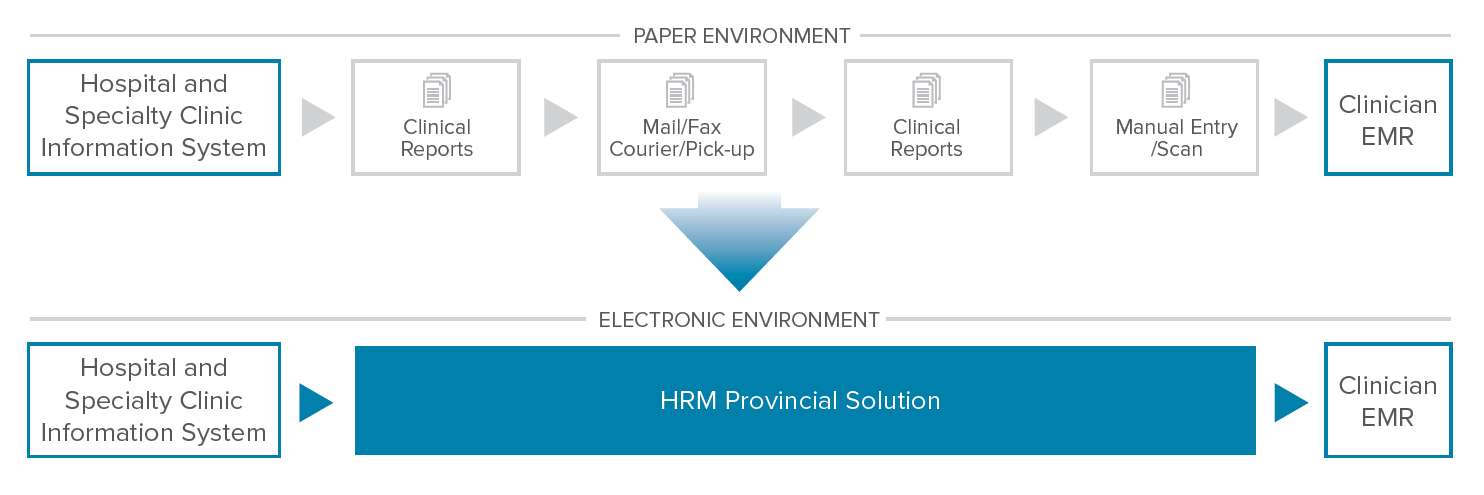 PAPER ENVIRONMENT
Hospital and
Specialty Clinic
Information System
Clinical
Reports
Mail/Fax
Courier/Pick-up
Clinical
Reports
Manual Entry
/Scan
Clinician
EMR
ELECTRONIC ENVIRONMENT
Hospital and
Specialty Clinic
Information System
HRM Provincial Solution
Clinician
EMR